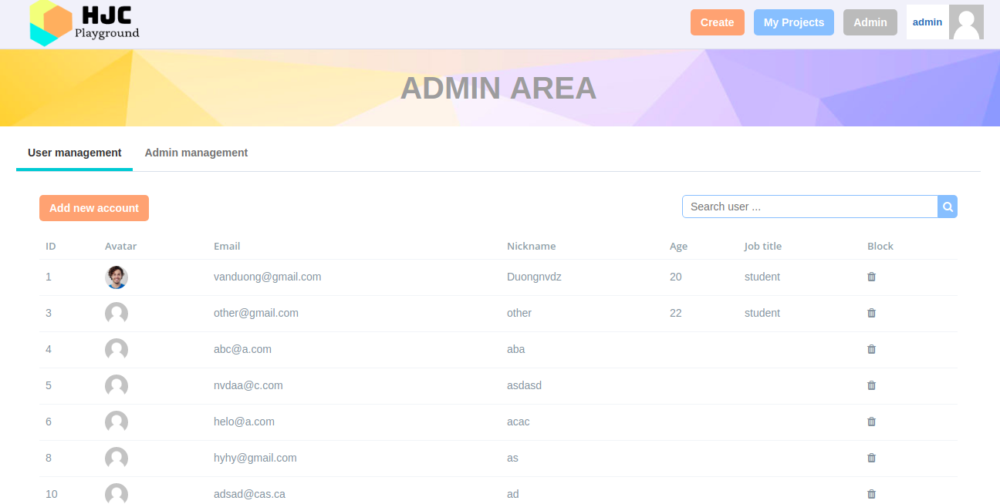 HJC
Playground
Create My Projects Admin admin
ADMIN AREA
User management Admin management
Add new account Search user ...
ID Avatar Email Nickname Age Job title Block
1 vanduong@gmail.com Duongnvdz 20 student
3 other@gmail.com other 22 student
4 abc@a.com aba
5 nvdaa@c.com asdasd
6 helo@a.com acac
8 hyhy@gmail.com as
10 adsad@cas.ca ad